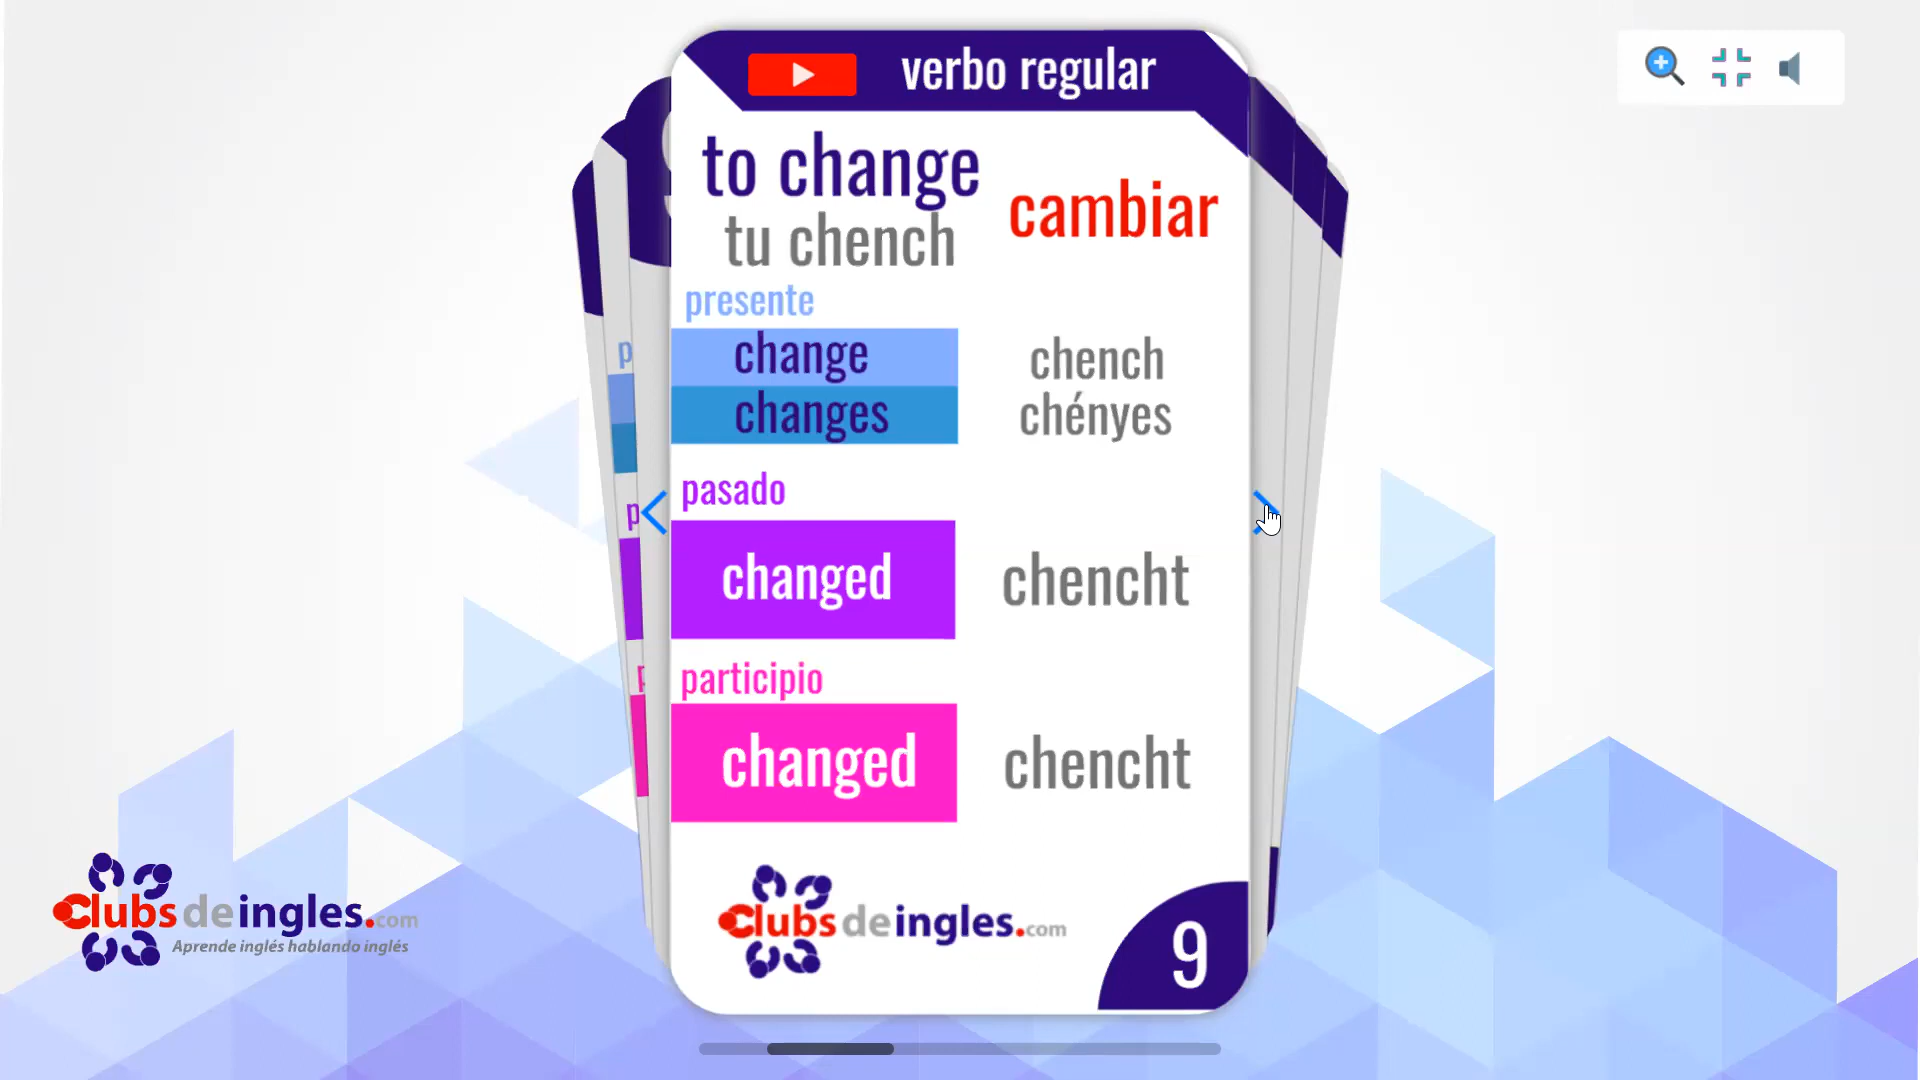 verbo regular
to change
cambiar
tu chench
presente
change
chench
changes
chényes
pasado
changed
chencht
participio
changed
chencht
Clubs de ingles.com
9
Clubs de ingles.com
Aprende inglés hablando inglés
p
p
p